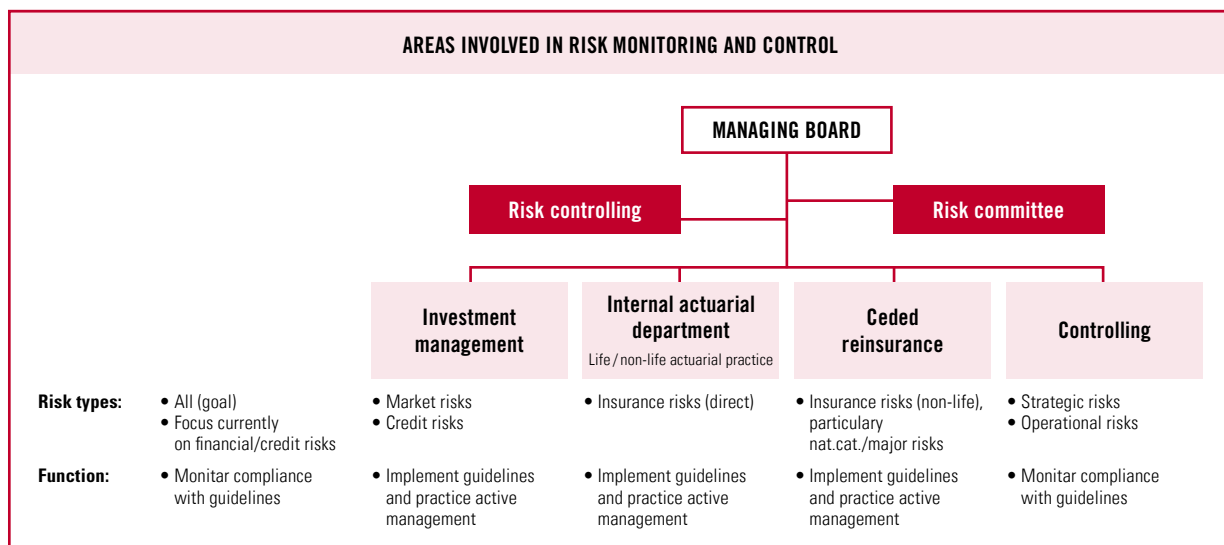 AREAS INVOLVED IN RISK MONITORING AND CONTROL
MANAGING BOARD
Risk controlling
Risk committee
Investment
management
Internal actuarial
department
Life / non-life actuarial practice
Ceded
reinsurance
Controlling
Risk types:
• All (goal)
• Focus currently
on financial/credit risks
• Market risks
• Credit risks
• Insurance risks (direct)
• Insurance risks (non-life),
particulary
nat.cat./major risks
• Strategic risks
• Operational risks
Function:
• Monitar compliance
with guidelines
• Implement guidelines
and practice active
management
• Implement guidelines
and practice active
management
• Implement guidelines
and practice active
management
• Monitar compliance
with guidelines